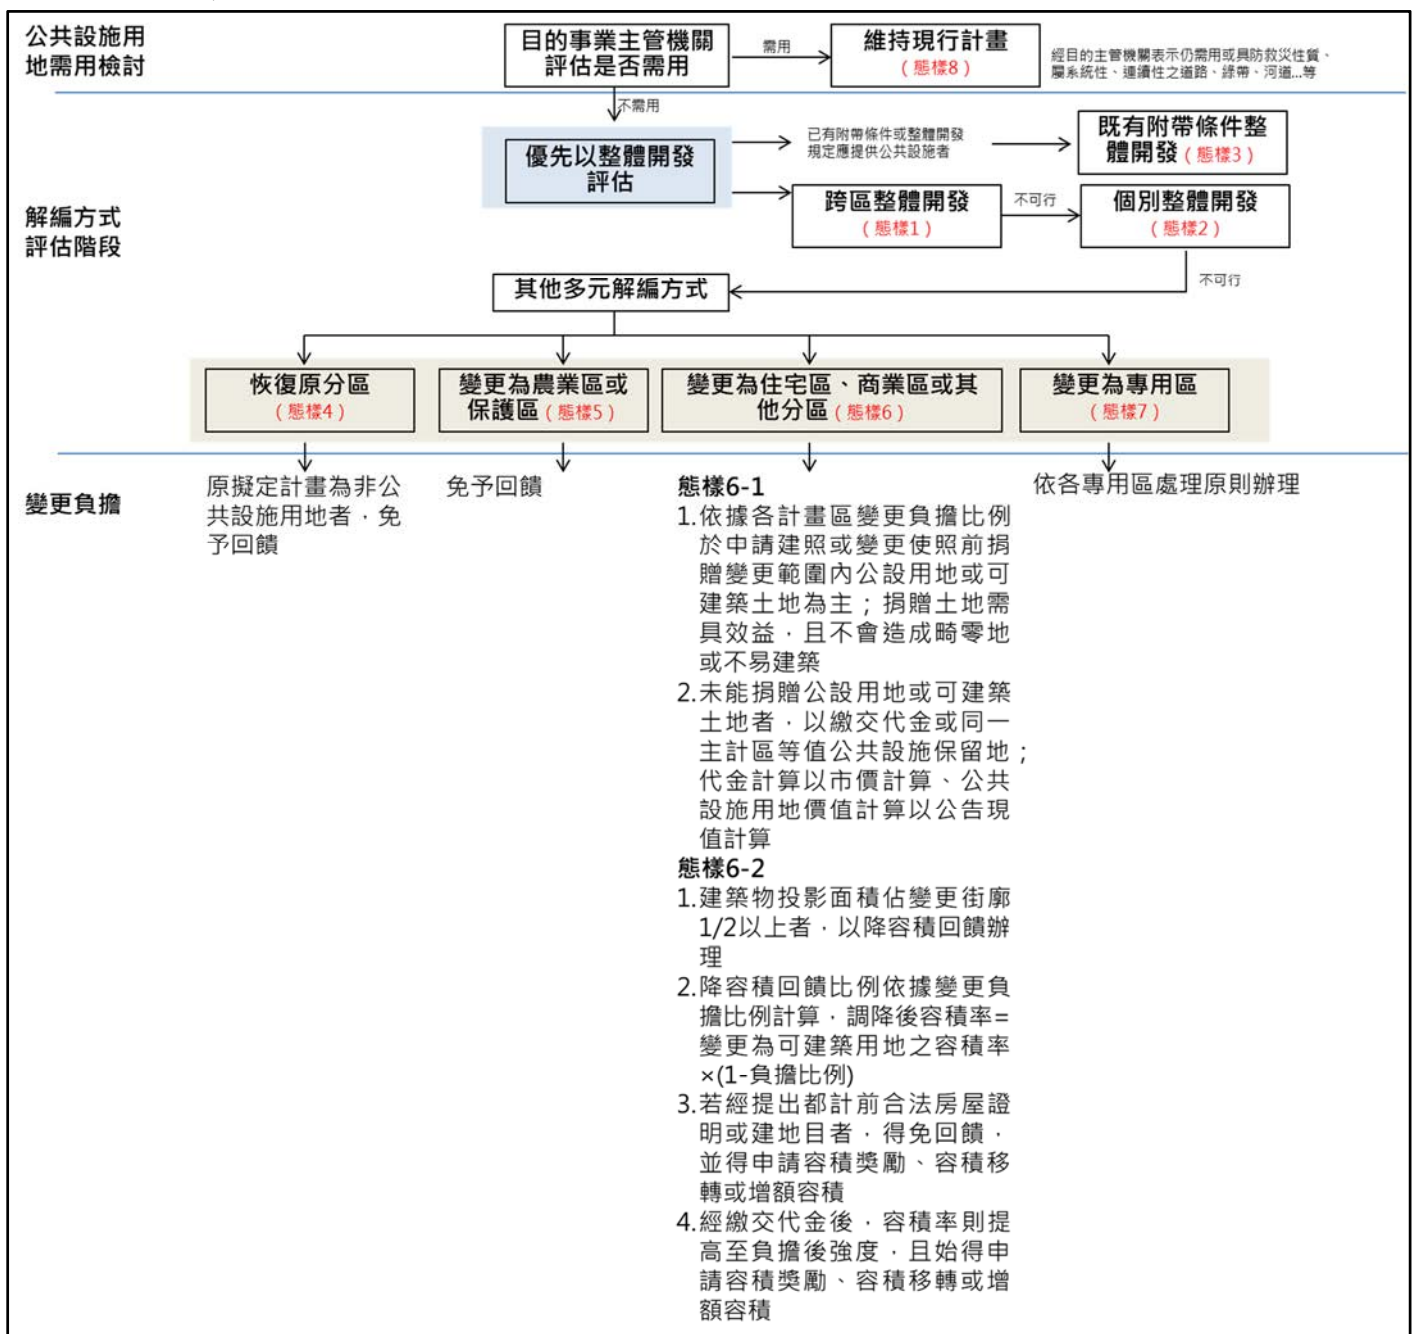 公共設施用
地需用檢討
目的事業主管機關
評估是否需用
需用
維持現行計畫
（態樣8）
經目的主管機關表示仍需用或具防救災性質、
屬系統性、連續性之道路、綠帶、河道...等
不需用
解編方式
評估階段
優先以整體開發
評估
已有附帶條件或整體開發
規定應提供公共設施者
既有附帶條件整
體開發（態樣3）
跨區整體開發
（態樣1）
不可行
個別整體開發
（態樣2）
不可行
其他多元解編方式
恢復原分區
（態樣4）
變更為農業區或
保護區（態樣5）
變更為住宅區、商業區或其
他分區（態樣6）
變更為專用區
（態樣7）
變更負擔
原擬定計畫為非公
共設施用地者，免
予回饋
免予回饋
態樣6-1
1.依據各計畫區變更負擔比例
於申請建照或變更使照前捐
贈變更範圍內公設用地或可
建築土地為主；捐贈土地需
具效益，且不會造成畸零地
或不易建築
2.未能捐贈公設用地或可建築
土地者，以繳交代金或同一
主計區等值公共設施保留地；
代金計算以市價計算、公共
設施用地價值計算以公告現
值計算
態樣6-2
1.建築物投影面積佔變更街廓
1/2以上者，以降容積回饋辦
理
2.降容積回饋比例依據變更負
擔比例計算，調降後容積率=
變更為可建築用地之容積率
×(1-負擔比例)
3.若經提出都計前合法房屋證
明或建地目者，得免回饋，
並得申請容積獎勵、容積移
轉或增額容積
4.經繳交代金後，容積率則提
高至負擔後強度，且始得申
請容積獎勵、容積移轉或增
額容積
依各專用區處理原則辦理